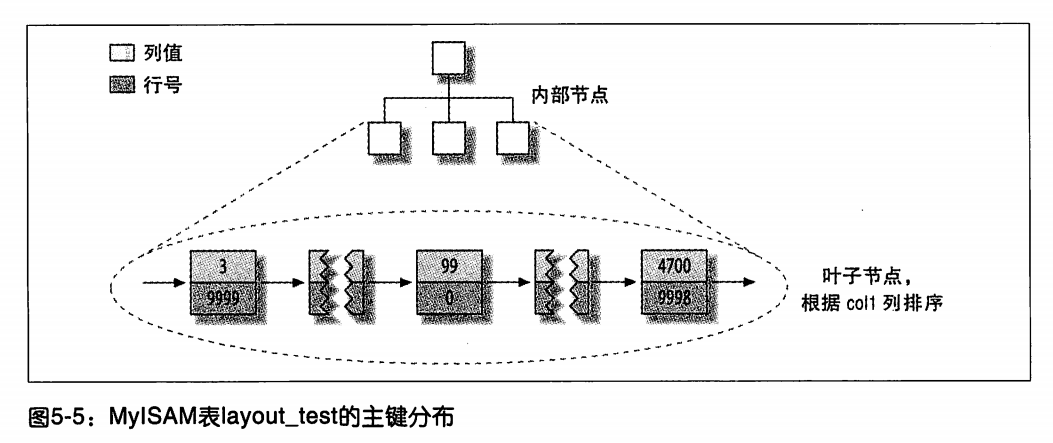 列值
行号
内部节点
3
9999
99
0
4700
9998
叶子节点，
根据 col1 列排序
图5-5：MyISAM表layout_test的主键分布